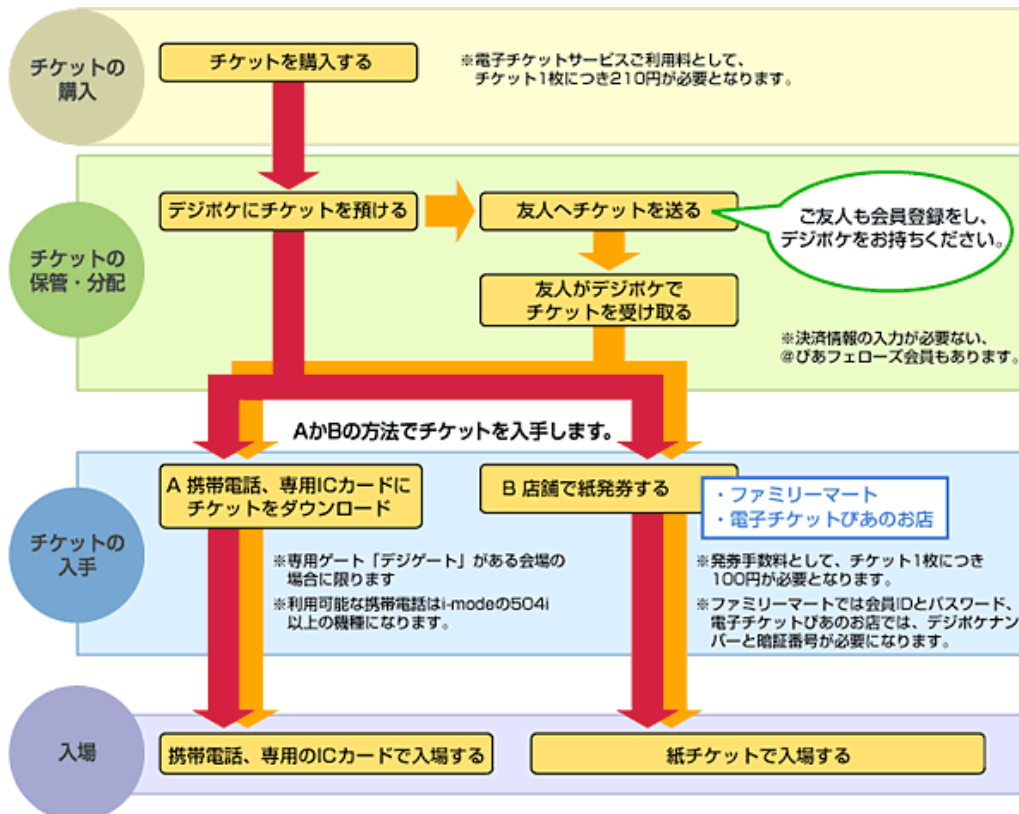 チケットの
購入
チケットを購入する
※電子チケットサービスご利用料として、
チケット1枚につき210円が必要となります。
チケットの
保管・分配
デジポケにチケットを預ける
友人へチケットを送る
ご友人も会員登録をし、
デジポケをお持ちください。
友人がデジポケで
チケットを受け取る
※決済情報の入力が必要ない、
@ぴあフェローズ会員もあります。
AかBの方法でチケットを入手します。
チケットの
入手
A 携帯電話、専用ICカードに
チケットをダウンロード
※専用ゲート「デジゲート」がある会場の
場合に限ります
※利用可能な携帯電話はi-modeの504i
以上の機種になります。
B 店舗で紙発券する
・ファミリーマート
・電子チケットぴあのお店
※発券手数料として、チケット1枚につき
100円が必要となります。
※ファミリーマートでは会員IDとパスワード、
電子チケットぴあのお店では、デジポケナン
バーと暗証番号が必要になります。
入場
携帯電話、専用のICカードで入場する
紙チケットで入場する